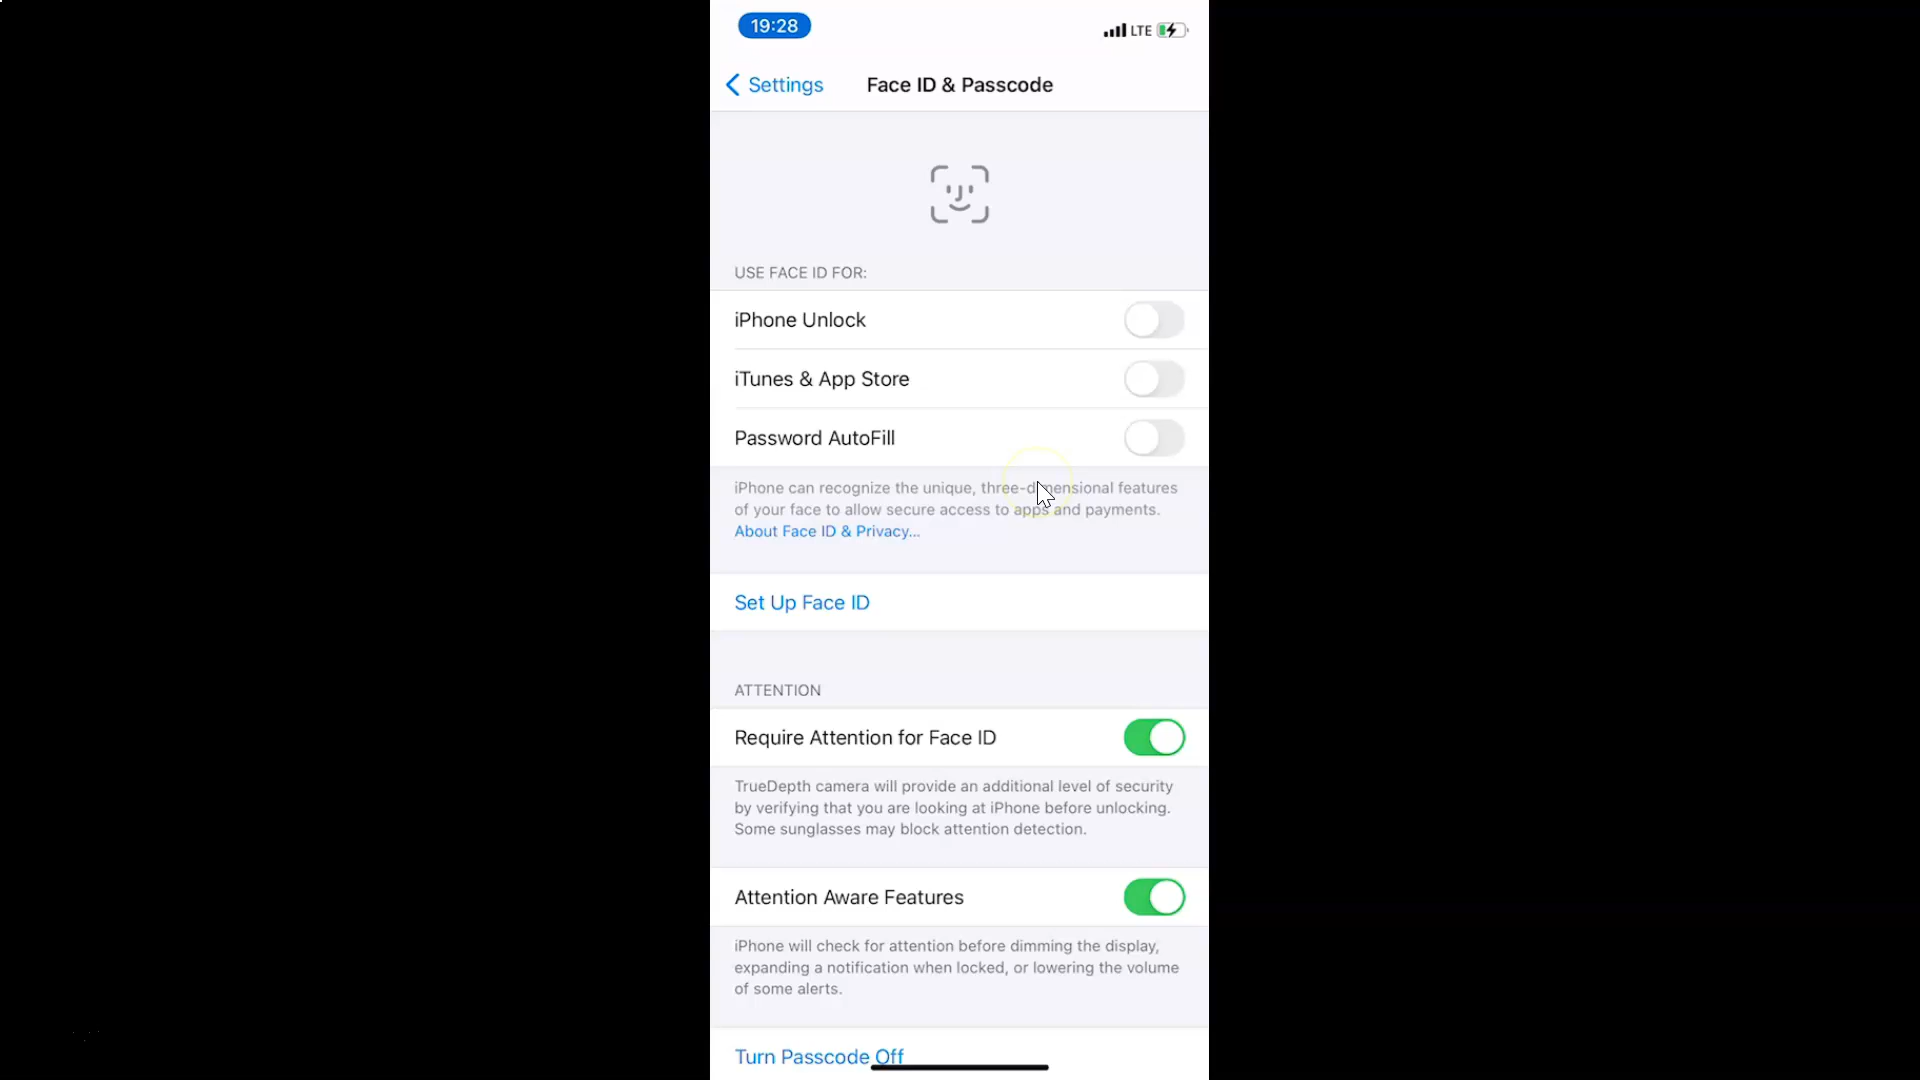 19:28
LTE
Settings
Face ID & Passcode
USE FACE ID FOR:
iPhone Unlock
iTunes & App Store
Password AutoFill
iPhone can recognize the unique, three-dimensional features
of your face to allow secure access to apps and payments.
About Face ID & Privacy...
Set Up Face ID
ATTENTION
Require Attention for Face ID
TrueDepth camera will provide an additional level of security
by verifying that you are looking at iPhone before unlocking.
Some sunglasses may block attention detection.
Attention Aware Features
iPhone will check for attention before dimming the display,
expanding a notification when locked, or lowering the volume
of some alerts.
Turn Passcode Off